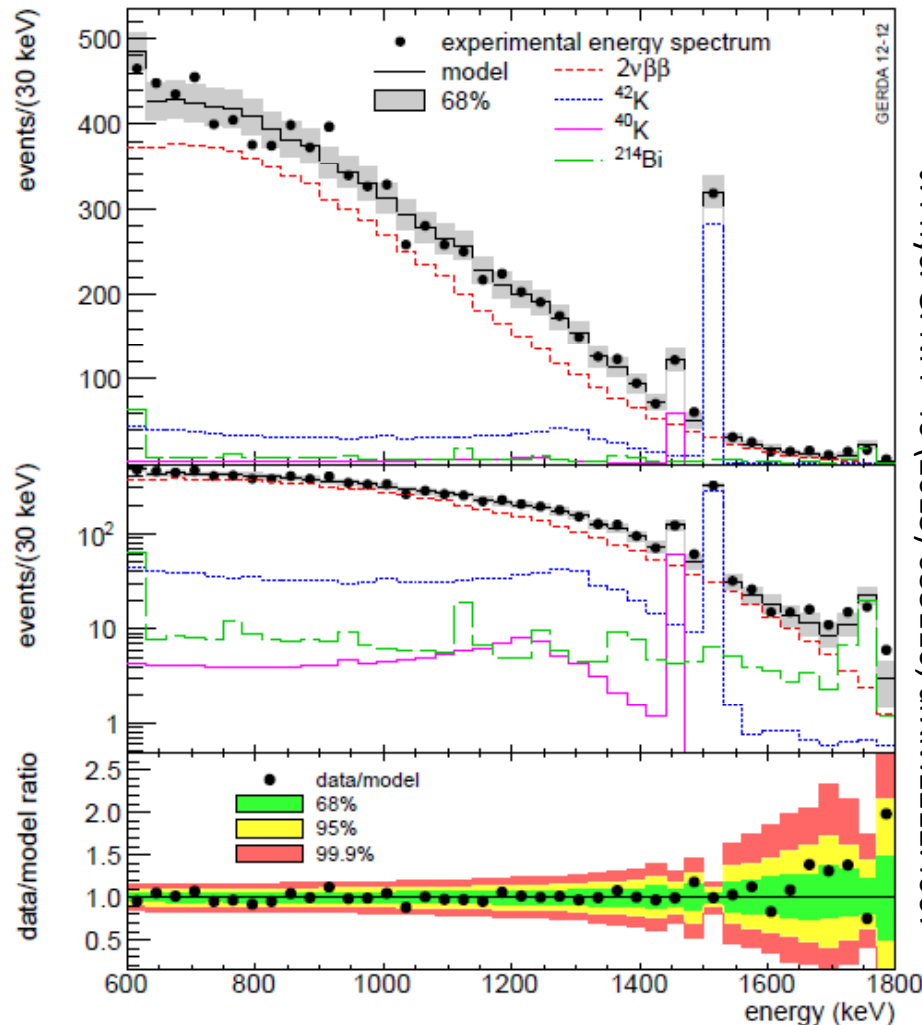 500
400
300
200
100
events/(30 keV)
experimental energy spectrum
model
68%
2νββ
⁴²K
⁴⁰K
²¹⁴Bi
GERDA 12-12
10²
10
1
events/(30 keV)
2.5
2.0
1.5
1.0
0.5
data/model ratio
data/model
68%
95%
99.9%
600 800 1000 1200 1400 1600 1800
energy (keV)